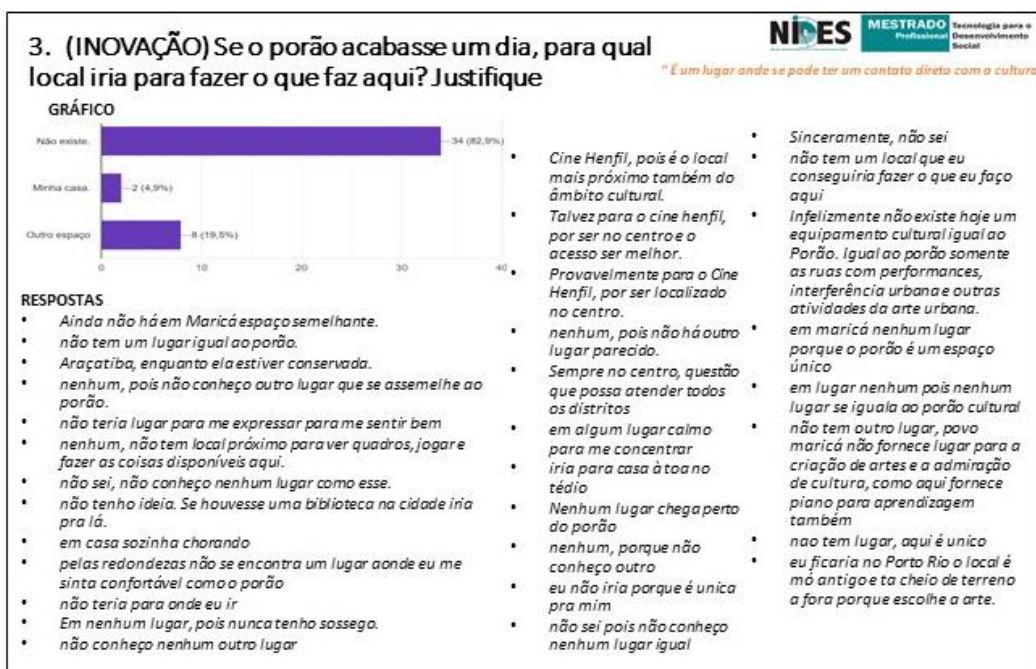 3. (INOVAÇÃO) Se o porão acabasse um dia, para qual
local iria para fazer o que faz aqui? Justifique
NIDES
MESTRADO
Profissional
Tecnologia para o
Desenvolvimento
Social
" É um lugar onde se pode ter um contato direto com a cultura
GRÁFICO
Não existe.
34 (82,9%)
Minha casa.
2 (4,9%)
Outro espaço
8 (19,5%)
0 10 20 30 40
RESPOSTAS
• Ainda não há em Maricá espaço semelhante.
• não tem um lugar igual ao porão.
• Araçatiba, enquanto ela estiver conservada.
• nenhum, pois não conheço outro lugar que se assemelhe ao
porão.
• não teria lugar para me expressar para me sentir bem
• nenhum, não tem local próximo para ver quadros, jogar e
fazer as coisas disponíveis aqui.
• não sei, não conheço nenhum lugar como esse.
• não tenho ideia. Se houvesse uma biblioteca na cidade iria
pra lá.
• em casa sozinha chorando
• pelas redondezas não se encontra um lugar aonde eu me
sinta confortável como o porão
• não teria para onde eu ir
• Em nenhum lugar, pois nunca tenho sossego.
• não conheço nenhum outro lugar
• Cine Henfil, pois é o local
mais próximo também do
âmbito cultural.
• Talvez para o cine henfil,
por ser no centro e o
acesso ser melhor.
• Provavelmente para o Cine
Henfil, por ser localizado
no centro.
• nenhum, pois não há outro
lugar parecido.
• Sempre no centro, questão
que possa atender todos
os distritos
• em algum lugar calmo
para me concentrar
• iria para casa à toa no
tédio
• Nenhum lugar chega perto
do porão
• nenhum, porque não
conheço outro
• eu não iria porque é unica
pra mim
• não sei pois não conheço
nenhum lugar igual
• Sinceramente, não sei
• não tem um local que eu
conseguiria fazer o que eu faço
aqui
• Infelizmente não existe hoje um
equipamento cultural igual ao
Porão. Igual ao porão somente
as ruas com performances,
interferência urbana e outras
atividades da arte urbana.
• em maricá nenhum lugar
porque o porão é um espaço
único
• em lugar nenhum pois nenhum
lugar se iguala ao porão cultural
• não tem outro lugar, povo
maricá não fornece lugar para a
criação de artes e a admiração
de cultura, como aqui fornece
piano para aprendizagem
também
• nao tem lugar, aqui é unico
• eu ficaria no Porto Rio o local é
mó antigo e ta cheio de terreno
a fora porque escolhe a arte.